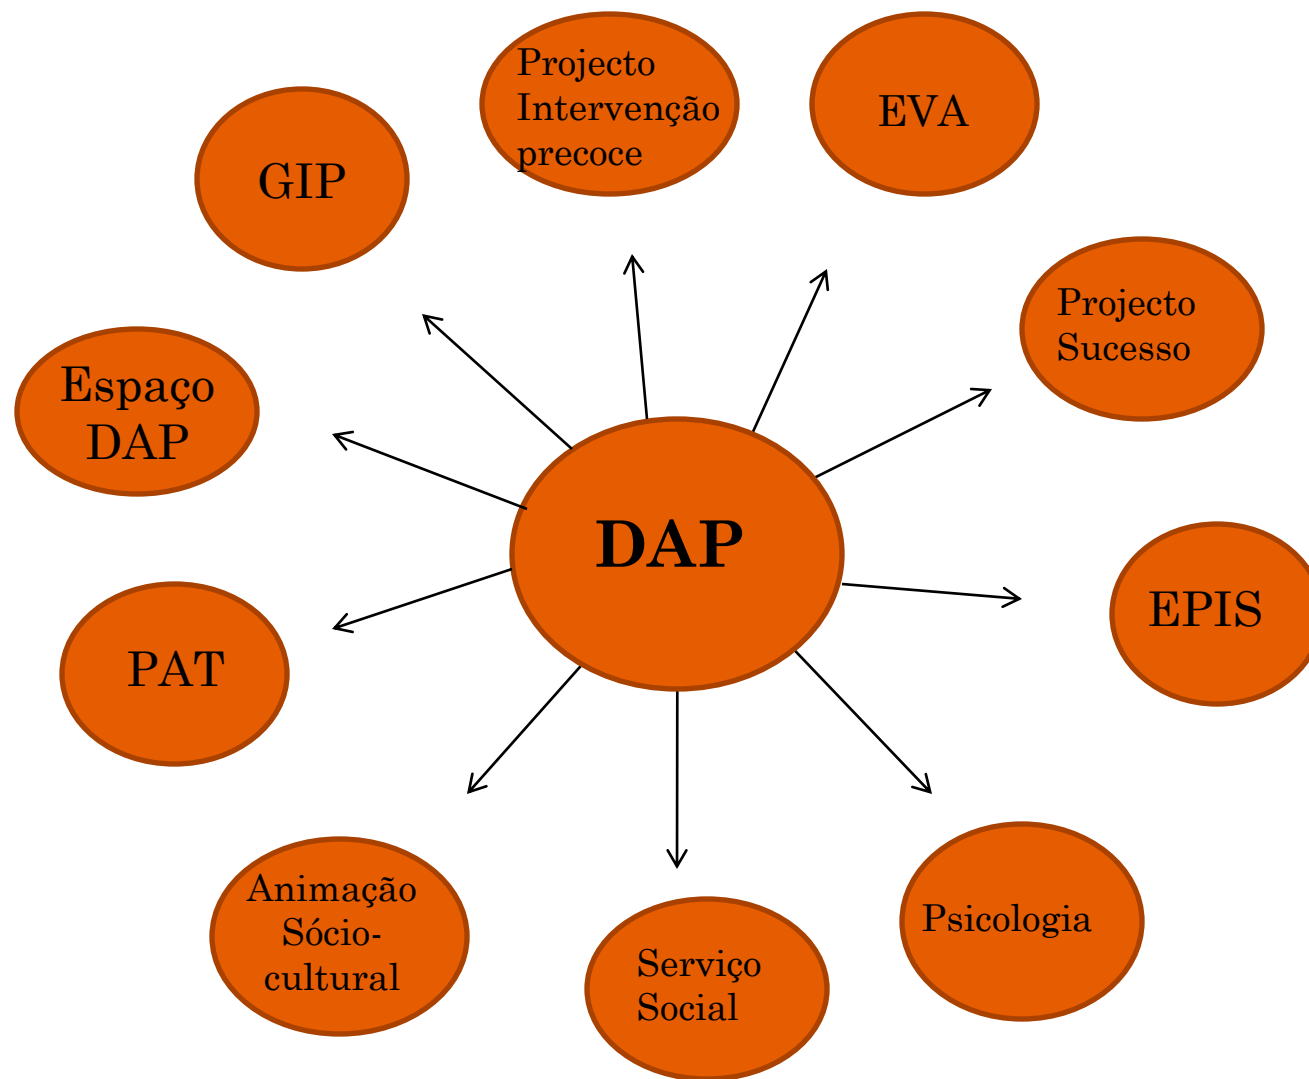 Projecto
Intervenção
precoce
EVA
GIP
Projecto
Sucesso
Espaço
DAP
DAP
EPIS
PAT
Animação
Sócio-
cultural
Psicologia
Serviço
Social